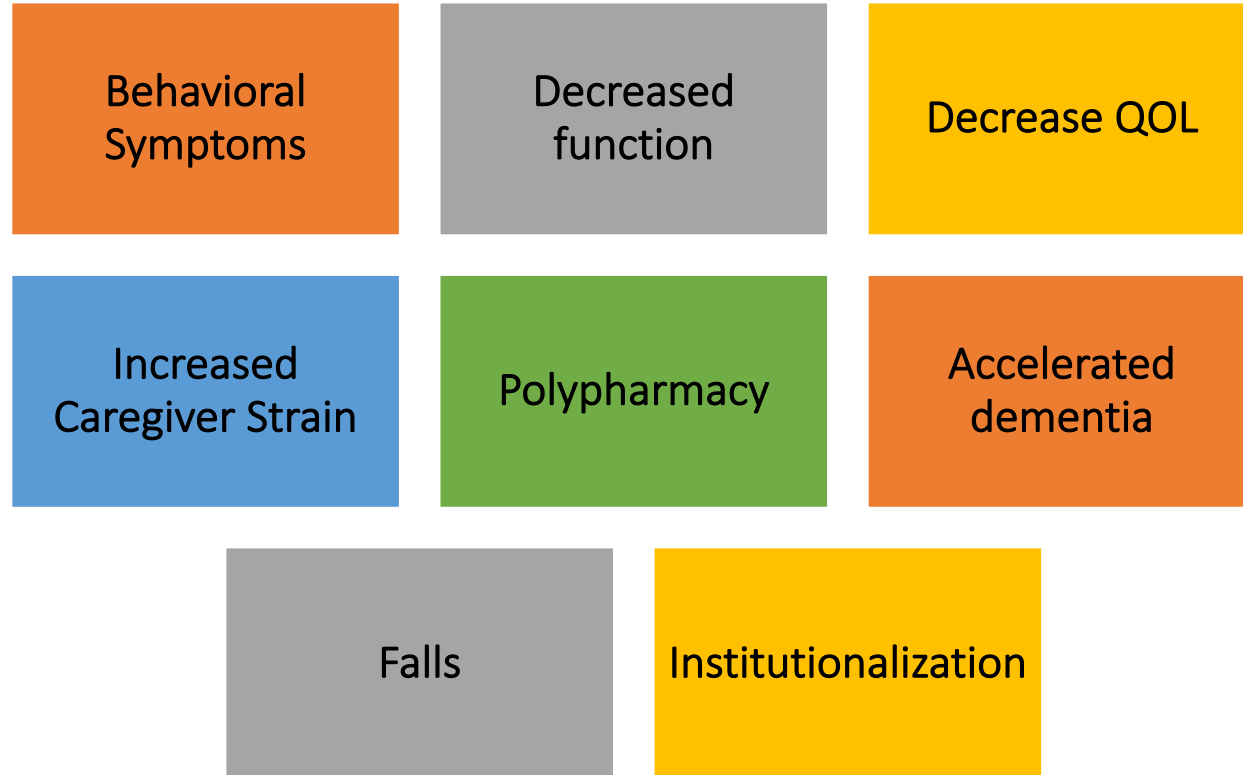 Behavioral
Symptoms
Decreased
function
Decrease QOL
Increased
Caregiver Strain
Polypharmacy
Accelerated
dementia
Falls
Institutionalization